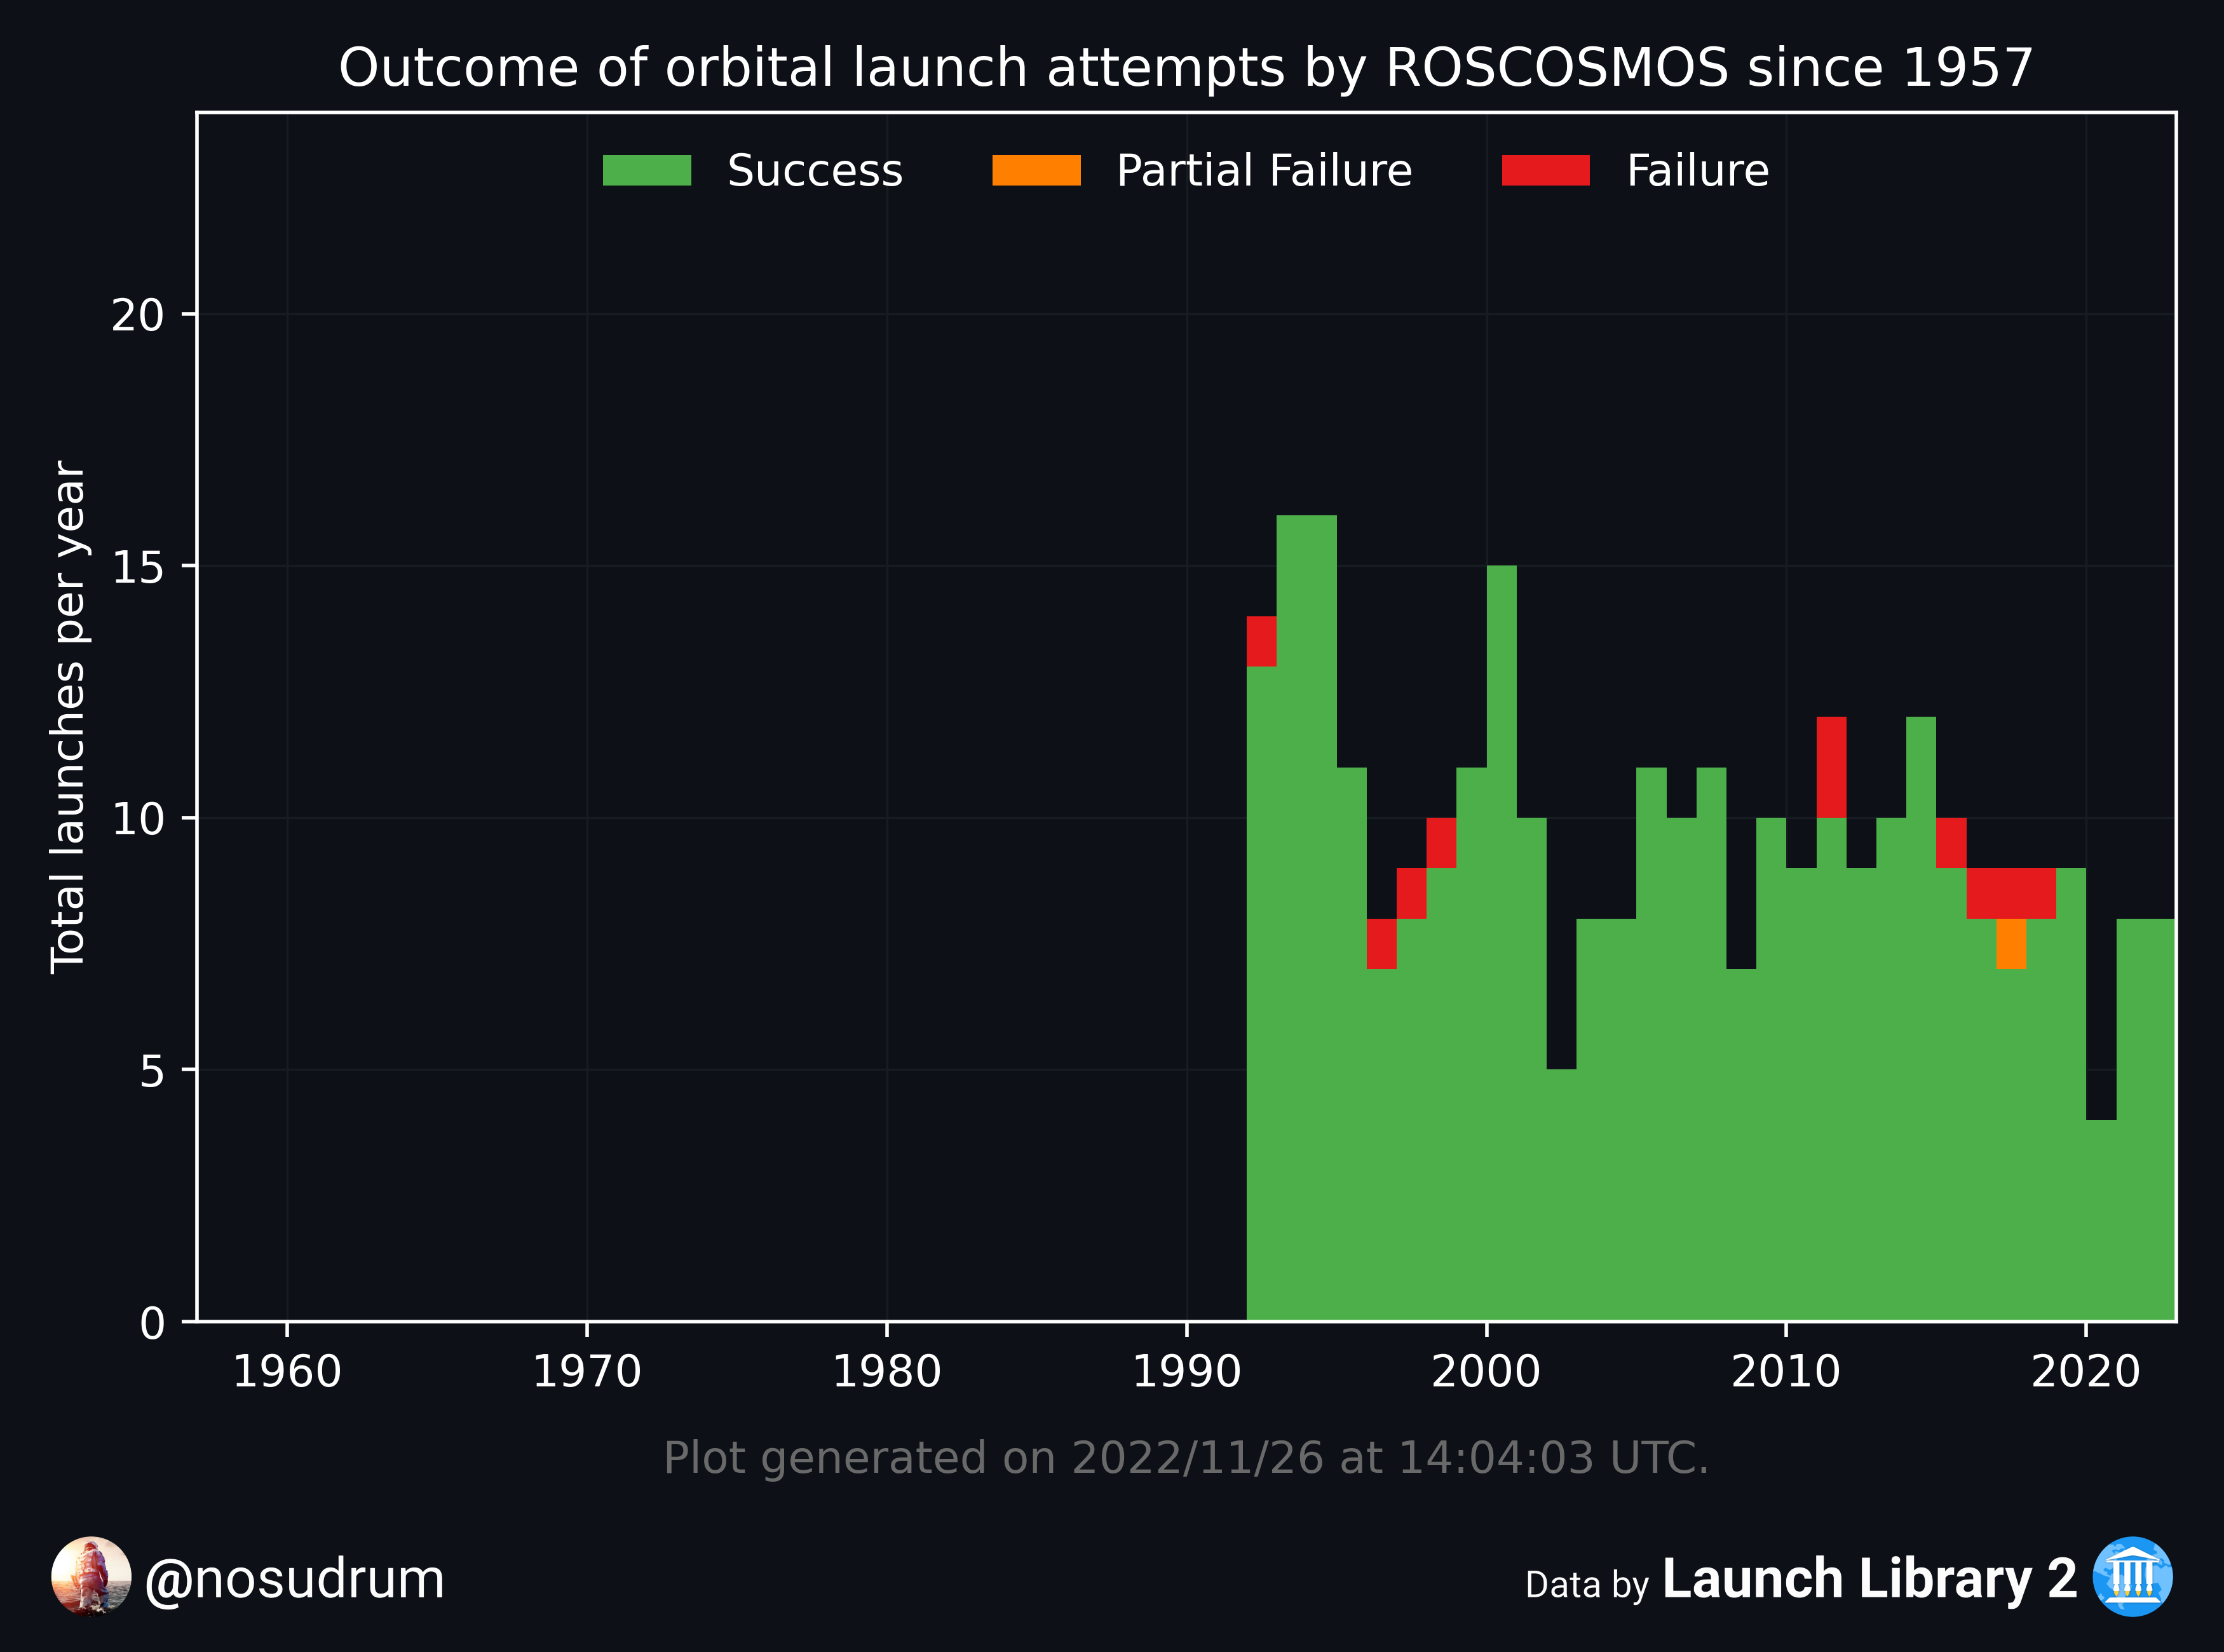 Outcome of orbital launch attempts by ROSCOSMOS since 1957
Success Partial Failure Failure
Total launches per year
20
15
10
5
0
1960 1970 1980 1990 2000 2010 2020
Plot generated on 2022/11/26 at 14:04:03 UTC.
@nosudrum
Data by Launch Library 2